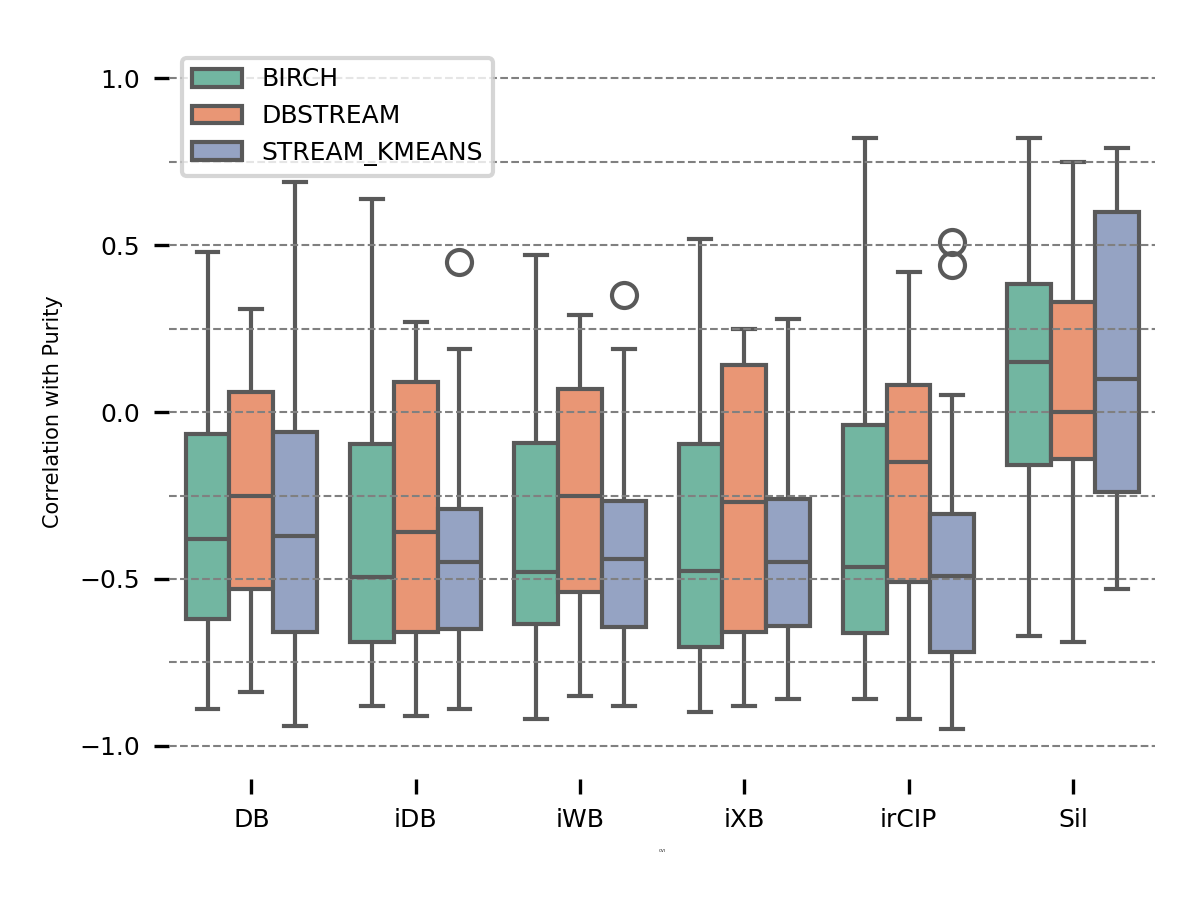 Correlation with Purity
1.0
0.5
0.0
−0.5
−1.0
BIRCH
DBSTREAM
STREAM_KMEANS
DB iDB iWB iXB irCIP Sil